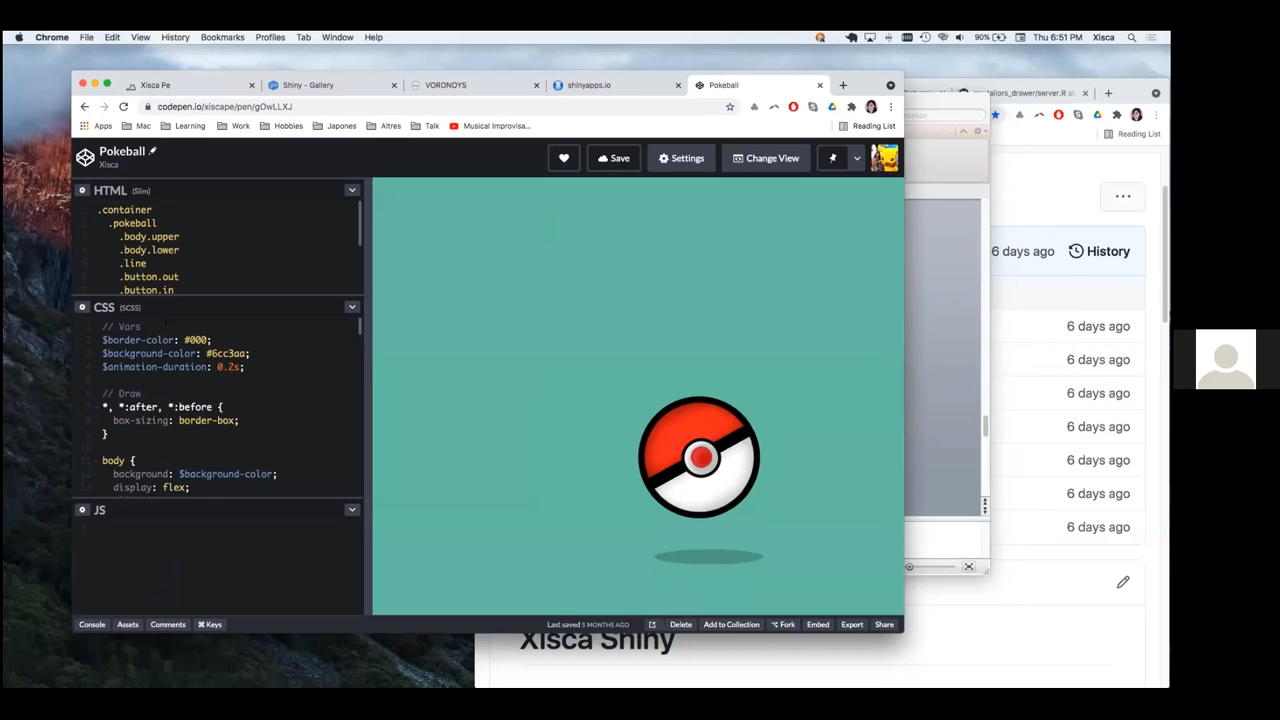 Chrome File Edit View History Bookmarks Profiles Tab Window Help 90% Thu 6:51 PM Xisca
Xisca Pe Shiny - Gallery VORONOYS shinyapps.io Pokeball
codepen.io/xiscape/pen/gOwLLXJ
Apps Mac Learning Work Hobbies Japones Altres Talk Musical Improvisa... Reading List
Reading List
Pokeball
Xisca
Save Settings Change View
HTML (Slim)
.container
.pokeball
.body.upper
.body.lower
.line
.button.out
.button.in
CSS (SCSS)
1 // Vars
2 $border-color: #000;
3 $background-color: #6cc3aa;
4 $animation-duration: 0.2s;
// Draw
*, *:after, *:before {
box-sizing: border-box;
}
body {
background: $background-color;
display: flex;
JS
Console Assets Comments ⌘ Keys Last saved 5 MONTHS AGO Delete Add to Collection Fork Embed Export Share
6 days ago History
6 days ago
6 days ago
6 days ago
6 days ago
6 days ago
6 days ago
6 days ago
Xisca Shiny